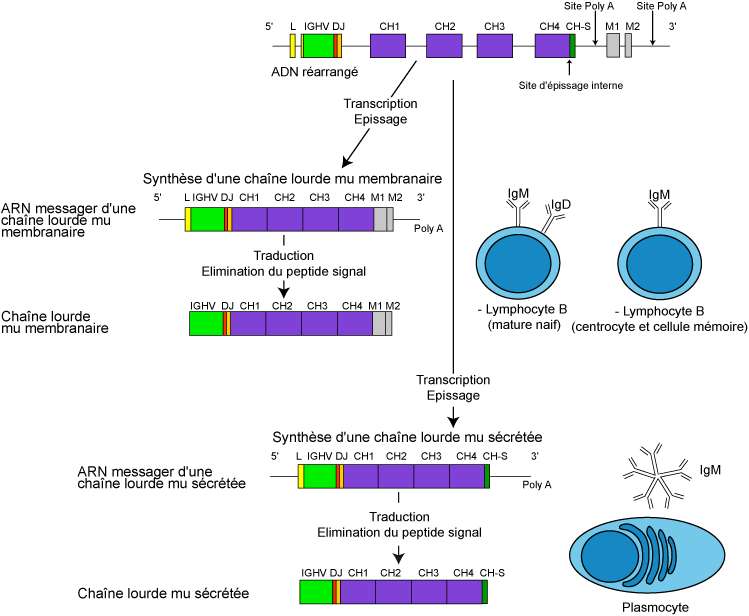 Site Poly A
Site Poly A
5' L IGHV DJ CH1 CH2 CH3 CH4 CH-S M1 M2 3'
ADN réarrangé
Site d'épissage interne
Transcription
Epissage
Synthèse d'une chaîne lourde mu membranaire
5' L IGHV DJ CH1 CH2 CH3 CH4 M1 M2 3'
ARN messager d'une
chaîne lourde mu
membranaire
Poly A
Traduction
Elimination du peptide signal
IGHV DJ CH1 CH2 CH3 CH4 M1 M2
Chaîne lourde
mu membranaire
IgM
IgD
- Lymphocyte B
(mature naif)
IgM
- Lymphocyte B
(centrocyte et cellule mémoire)
Transcription
Epissage
Synthèse d'une chaîne lourde mu sécrétée
5' L IGHV DJ CH1 CH2 CH3 CH4 CH-S 3'
ARN messager d'une
chaîne lourde mu sécrétée
Poly A
Traduction
Elimination du peptide signal
IGHV DJ CH1 CH2 CH3 CH4 CH-S
Chaîne lourde mu sécrétée
IgM
Plasmocyte